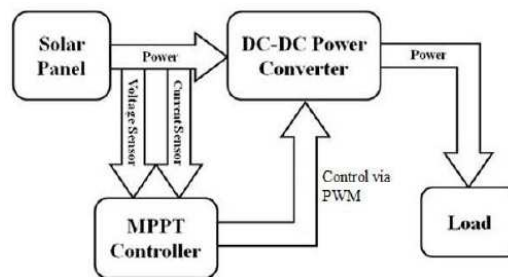 Solar
Panel
Power
DC-DC Power
Converter
Power
Voltage Sensor
Current Sensor
Control via
PWM
MPPT
Controller
Load